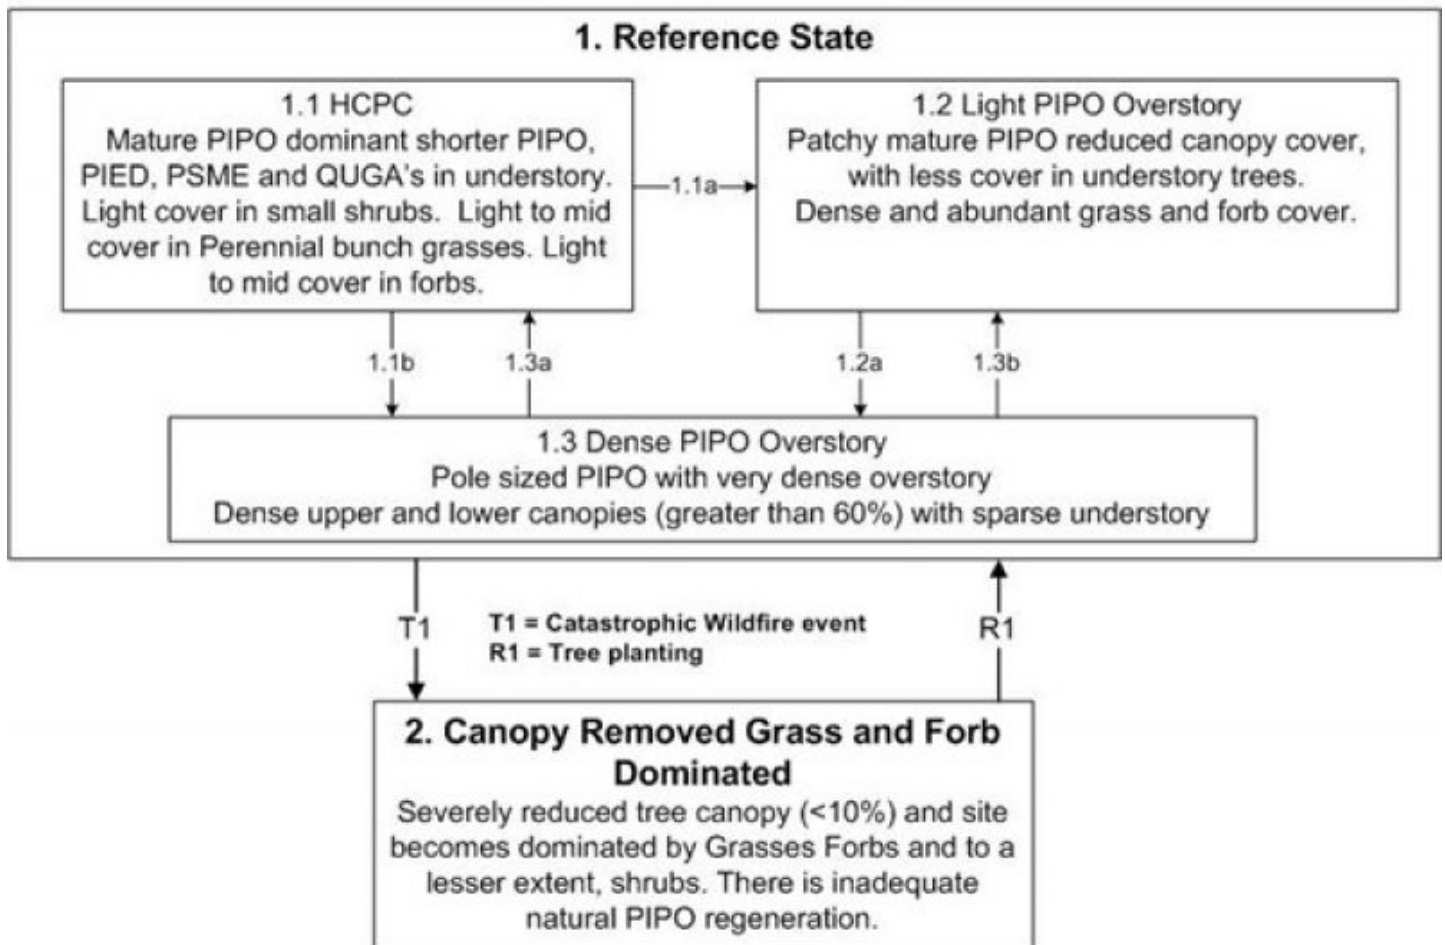 1. Reference State
1.1 HCPC
Mature PIPO dominant shorter PIPO,
PIED, PSME and QUGA's in understory.
Light cover in small shrubs. Light to mid
cover in Perennial bunch grasses. Light
to mid cover in forbs.
1.1a
1.2 Light PIPO Overstory
Patchy mature PIPO reduced canopy cover,
with less cover in understory trees.
Dense and abundant grass and forb cover.
1.1b
1.3a
1.2a
1.3b
1.3 Dense PIPO Overstory
Pole sized PIPO with very dense overstory
Dense upper and lower canopies (greater than 60%) with sparse understory
T1
T1 = Catastrophic Wildfire event
R1 = Tree planting
R1
2. Canopy Removed Grass and Forb
Dominated
Severely reduced tree canopy (<10%) and site
becomes dominated by Grasses Forbs and to a
lesser extent, shrubs. There is inadequate
natural PIPO regeneration.